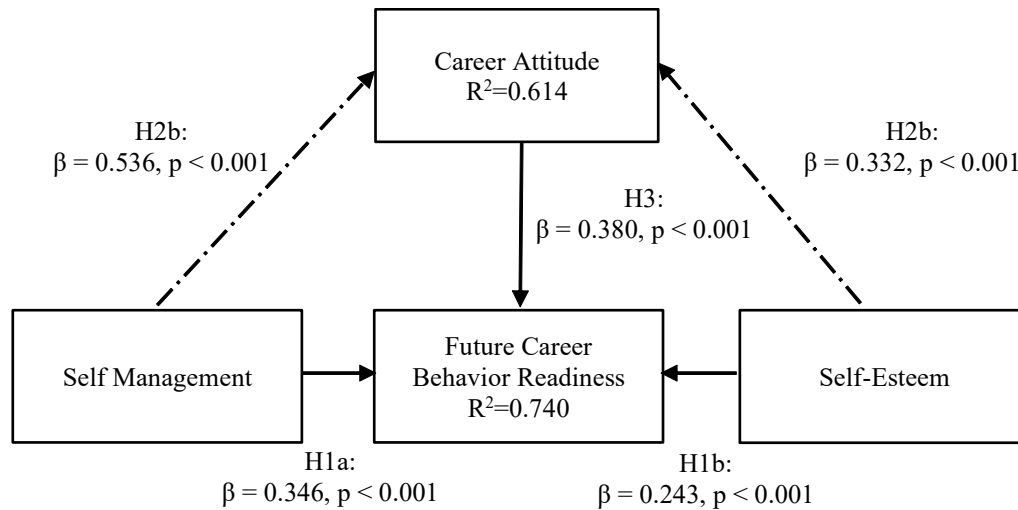 Career Attitude
R²=0.614
H2b:
β = 0.536, p < 0.001
H2b:
β = 0.332, p < 0.001
H3:
β = 0.380, p < 0.001
Self Management
Future Career
Behavior Readiness
R²=0.740
Self-Esteem
H1a:
β = 0.346, p < 0.001
H1b:
β = 0.243, p < 0.001